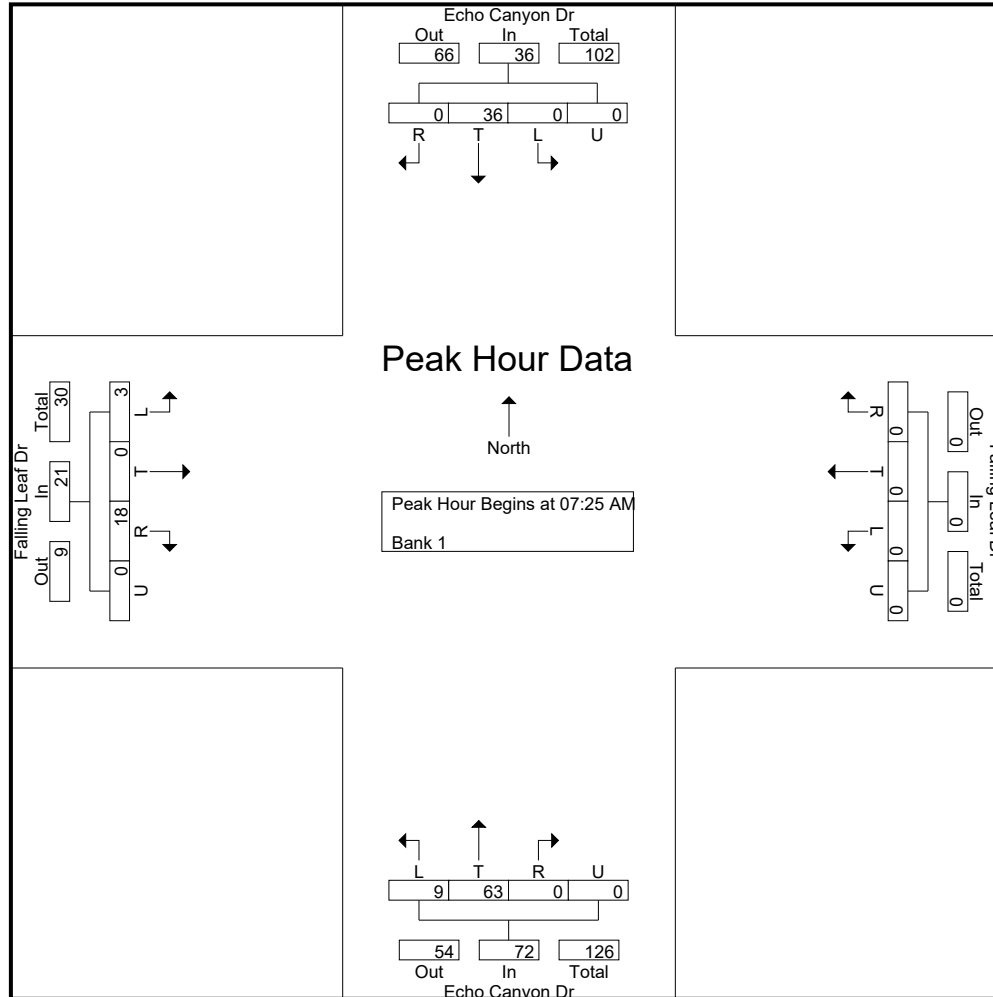 Echo Canyon Dr
Out In Total
66 36 102
0 36 0 0
R T L U
Peak Hour Data
North
Peak Hour Begins at 07:25 AM
Bank 1
Falling Leaf Dr
Total In Out
30 21 9
3 0 18 0
L T R U
Out In Total
0 0 0
0 0 0 0
R T L U
L T R U
9 63 0 0
54 72 126
Out In Total
Echo Canyon Dr